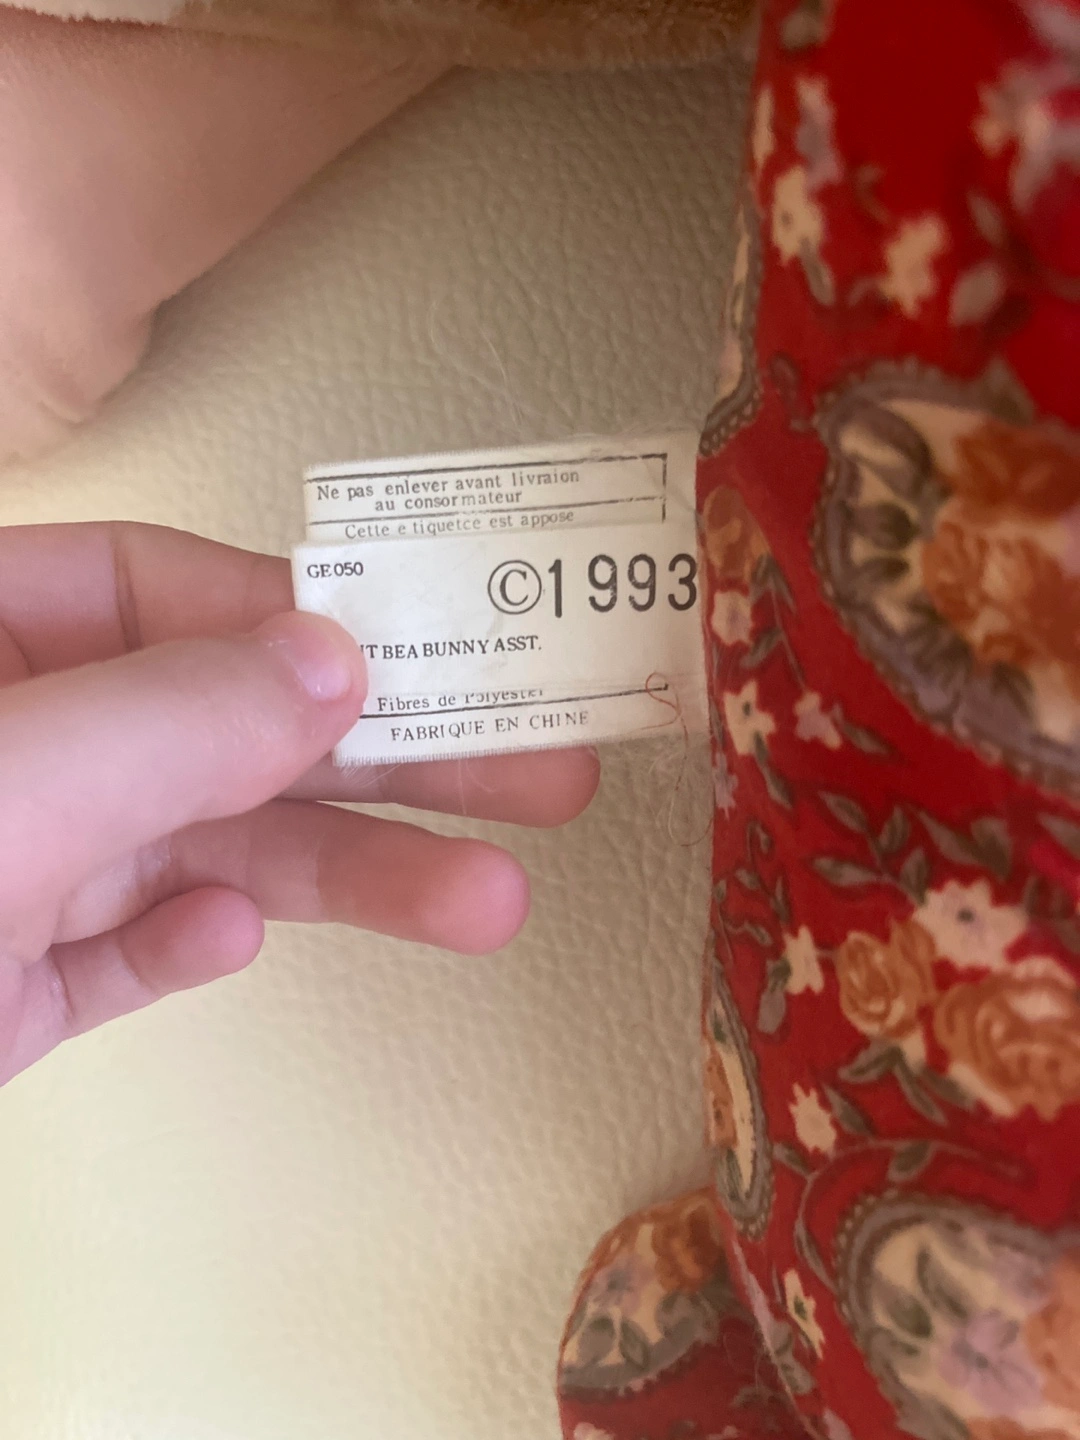 Ne pas enlever avant livraion
au consormateur
Cette e tiquetce est appose
GE050
©1993
'T BEA BUNNY ASST.
Fibres de Polyester
FABRIQUE EN CHINE